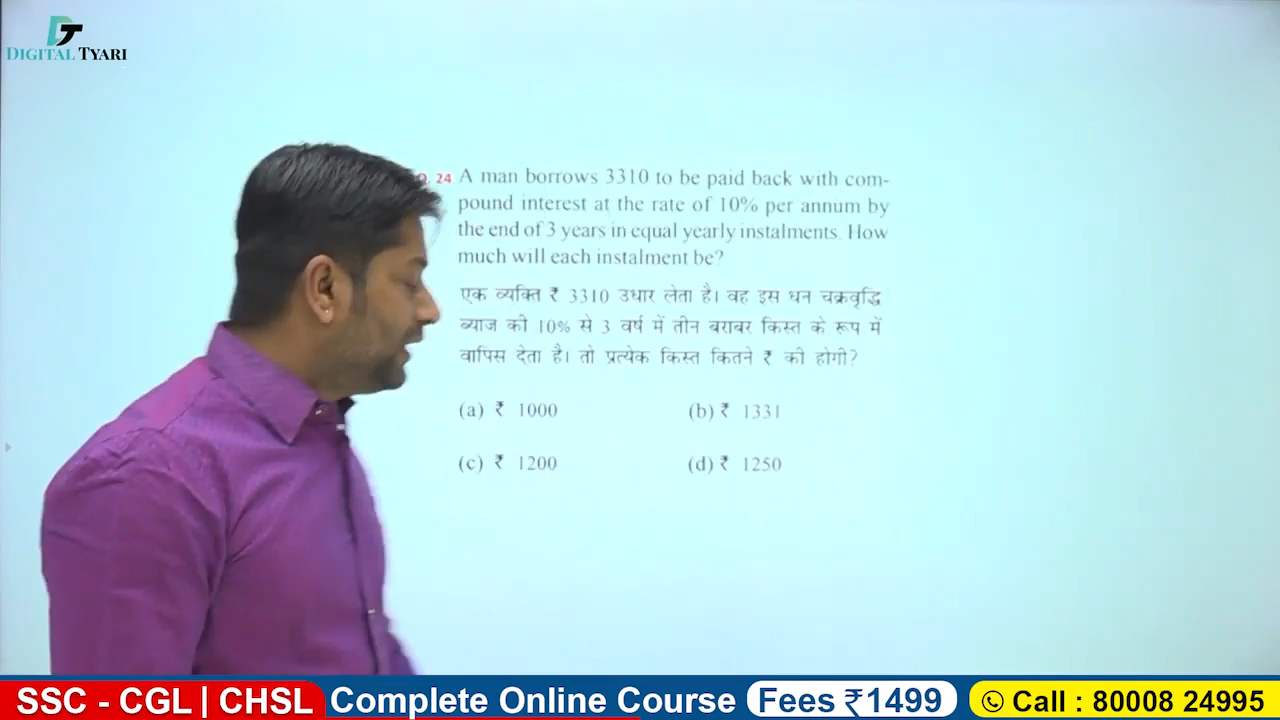 DT
DIGITAL TYARI
Q. 24 A man borrows 3310 to be paid back with com-
pound interest at the rate of 10% per annum by
the end of 3 years in equal yearly instalments. How
much will each instalment be?
एक व्यक्ति ₹ 3310 उधार लेता है। वह इस धन चक्रवृद्धि
ब्याज की 10% से 3 वर्ष में तीन बराबर किस्त के रूप में
वापिस देता है। तो प्रत्येक किस्त कितने ₹ की होगी?
(a) ₹ 1000 (b) ₹ 1331
(c) ₹ 1200 (d) ₹ 1250
SSC - CGL | CHSL Complete Online Course Fees ₹1499 Call : 80008 24995